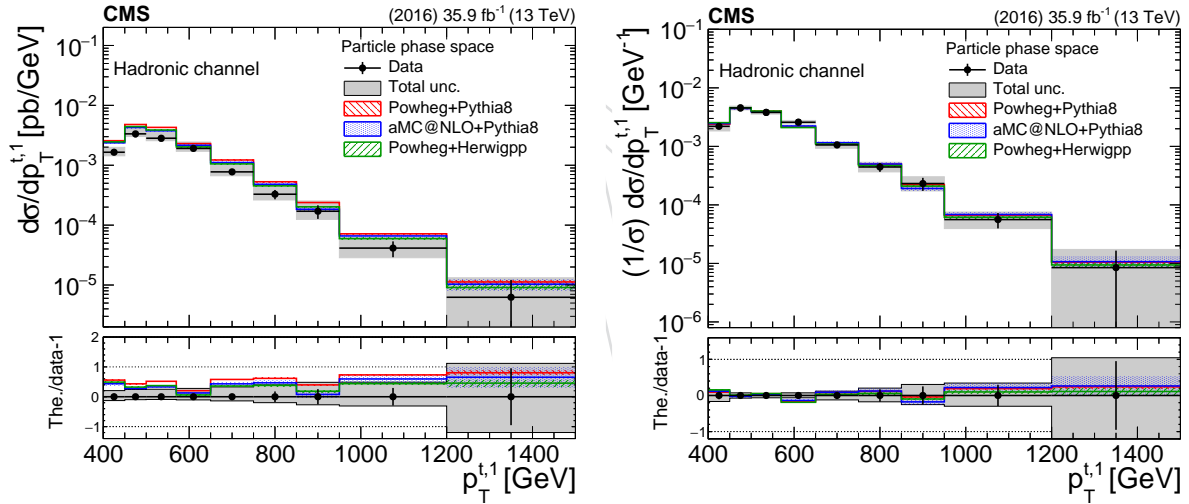 CMS (2016) 35.9 fb⁻¹ (13 TeV)
dσ/dp_T^{t,1} [pb/GeV]
10⁻¹
10⁻²
10⁻³
10⁻⁴
10⁻⁵
Hadronic channel
Particle phase space
Data
Total unc.
Powheg+Pythia8
aMC@NLO+Pythia8
Powheg+Herwigpp
The./data-1
2
1
0
−1
400 600 800 1000 1200 1400
p_T^{t,1} [GeV]
CMS (2016) 35.9 fb⁻¹ (13 TeV)
(1/σ) dσ/dp_T^{t,1} [GeV⁻¹]
10⁻¹
10⁻²
10⁻³
10⁻⁴
10⁻⁵
10⁻⁶
Hadronic channel
Particle phase space
Data
Total unc.
Powheg+Pythia8
aMC@NLO+Pythia8
Powheg+Herwigpp
The./data-1
1
0
−1
400 600 800 1000 1200 1400
p_T^{t,1} [GeV]